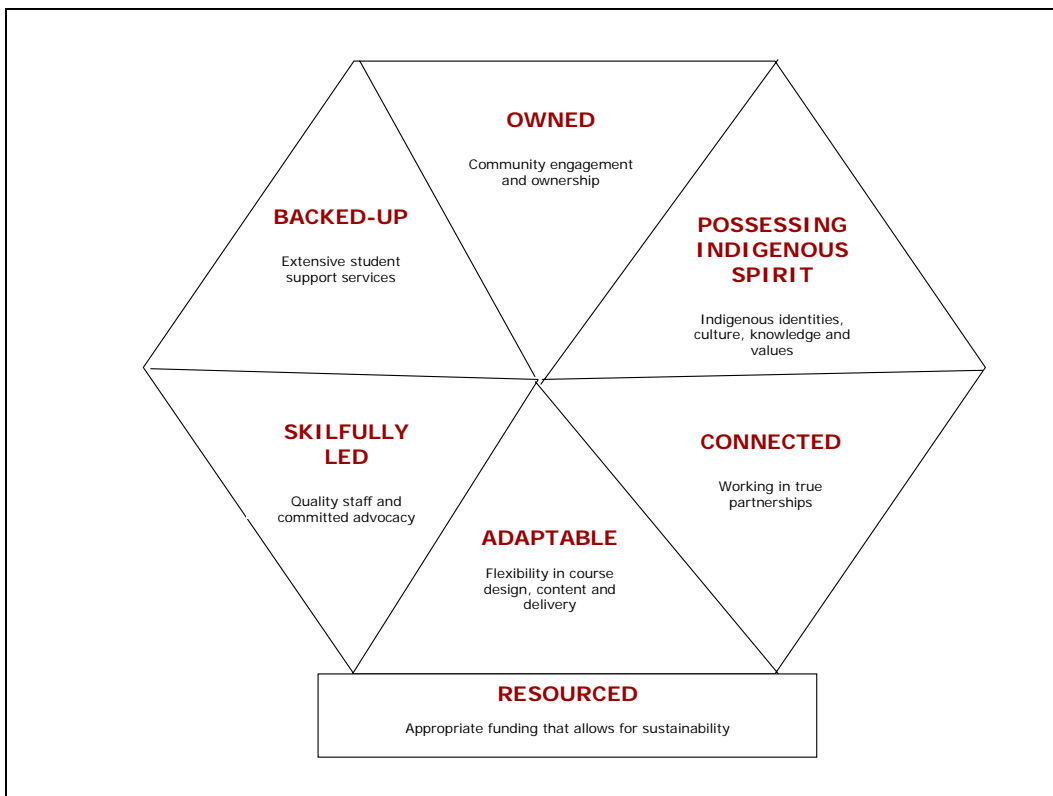 OWNED
Community engagement
and ownership
BACKED-UP
Extensive student
support services
POSSESSING
INDIGENOUS
SPIRIT
Indigenous identities,
culture, knowledge and
values
SKILFULLY
LED
Quality staff and
committed advocacy
CONNECTED
Working in true
partnerships
ADAPTABLE
Flexibility in course
design, content and
delivery
RESOURCED
Appropriate funding that allows for sustainability